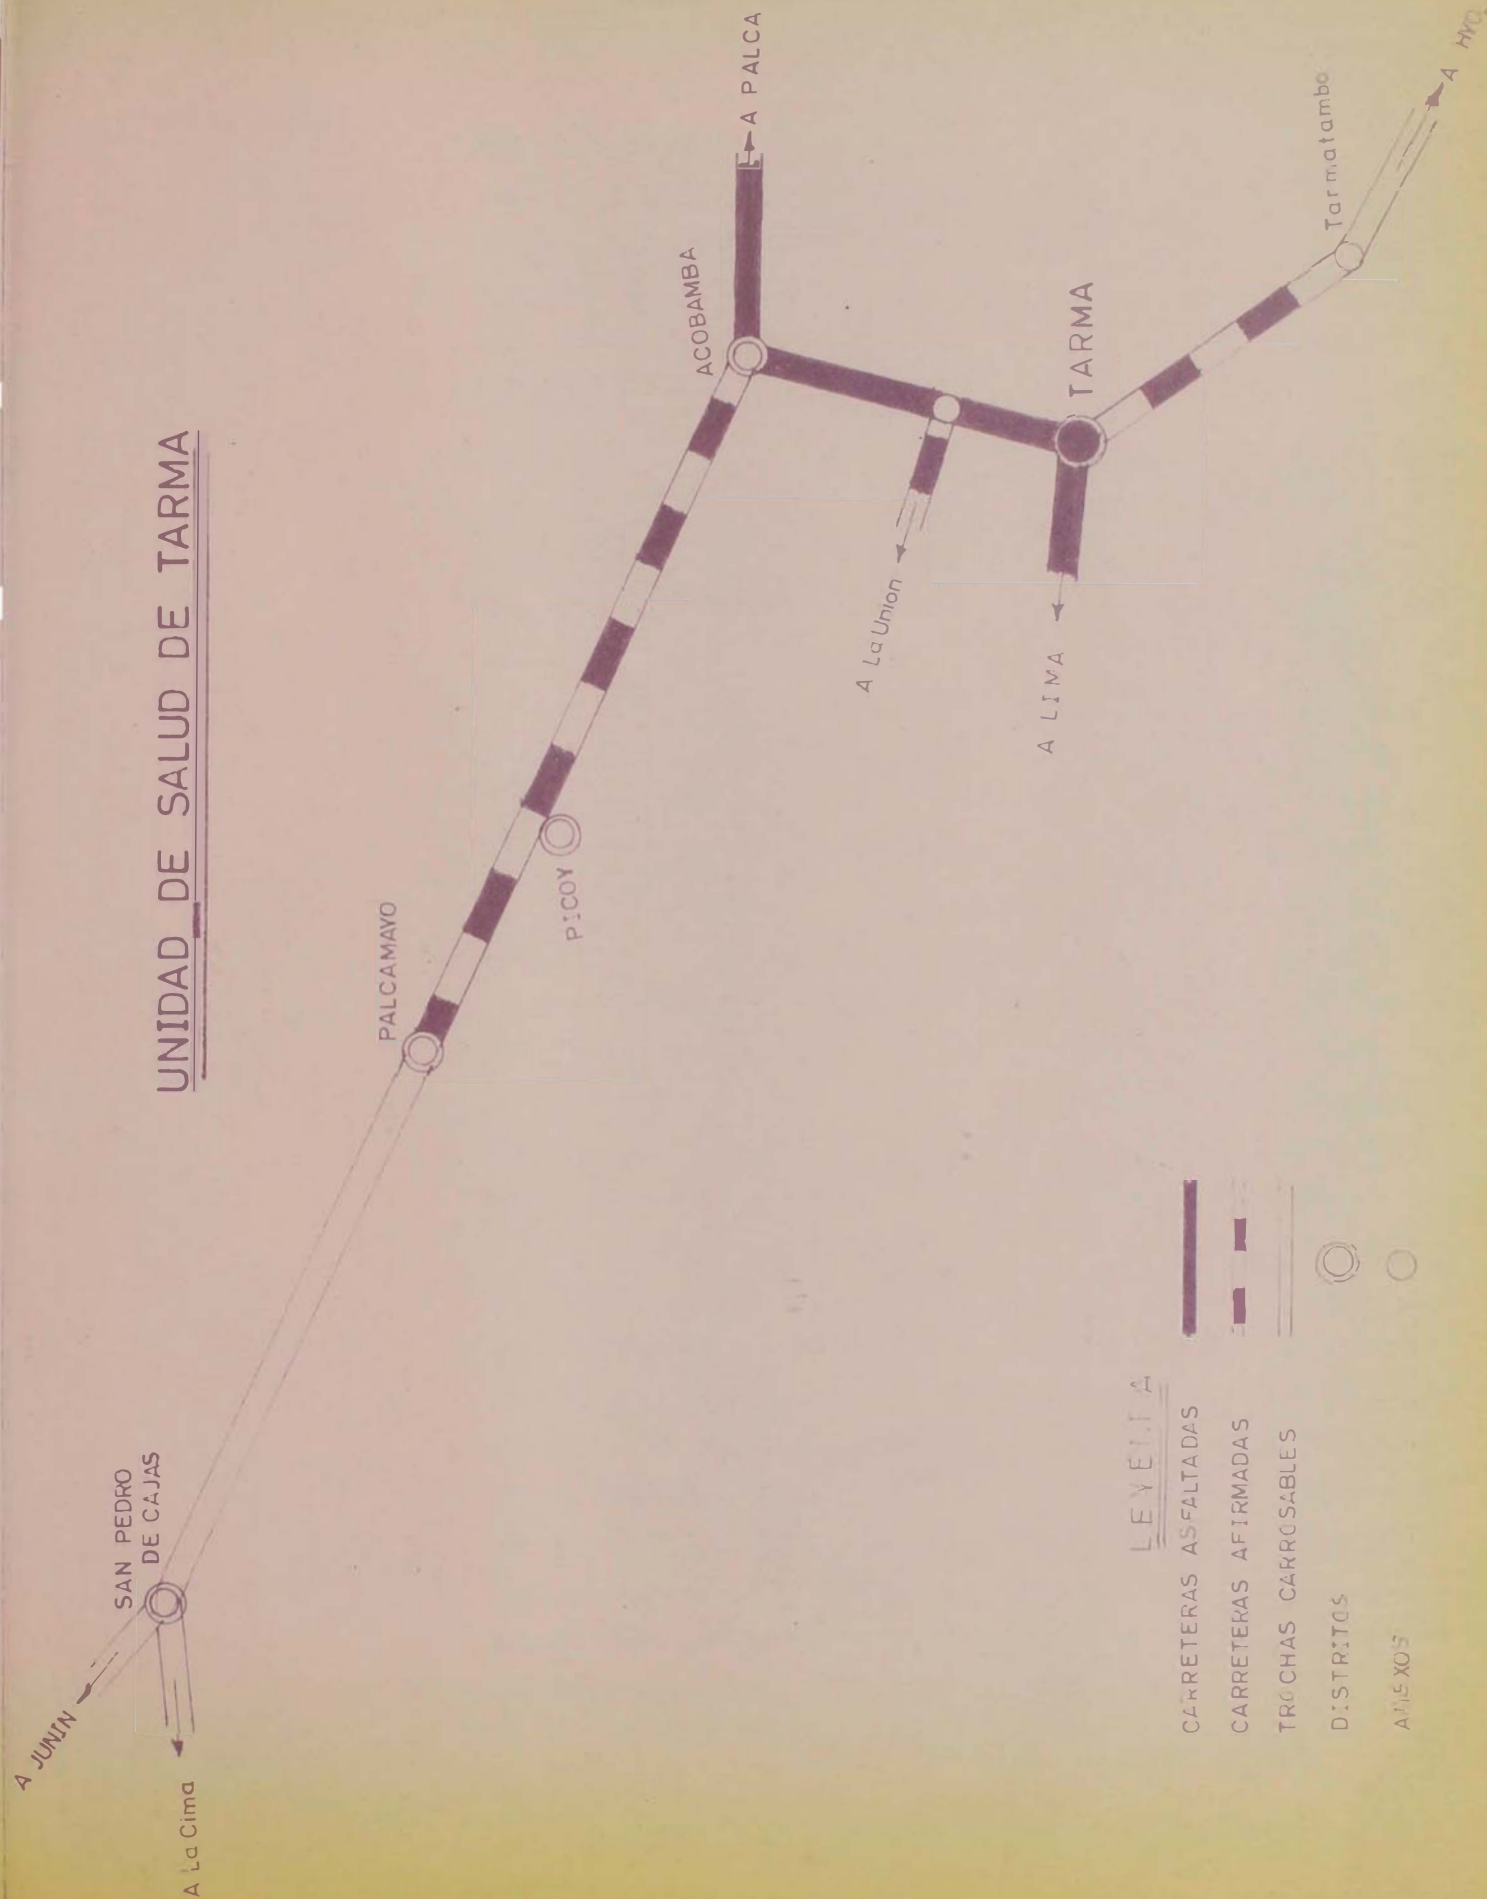 UNIDAD DE SALUD DE TARMA
A JUNIN
A La Cima
SAN PEDRO
DE CAJAS
PALCAMAYO
PICOY
ACOBAMBA
A PALCA
A La Union
A LIMA
TARMA
Tarmatambo
A HYO.
CARRETERAS ASFALTADAS
CARRETERAS AFIRMADAS
TROCHAS CARROSABLES
DISTRITOS
ANEXOS